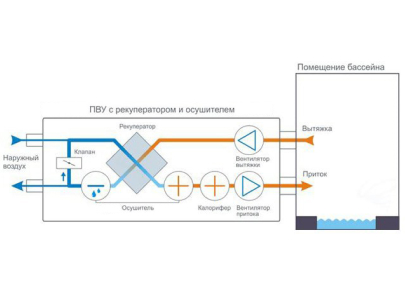 Помещение бассейна
ПВУ с рекуператором и осушителем
Рекуператор
Вытяжка
Клапан
Наружный
воздух
Вентилятор
вытяжки
Приток
Осушитель
Калорифер
Вентилятор
притока